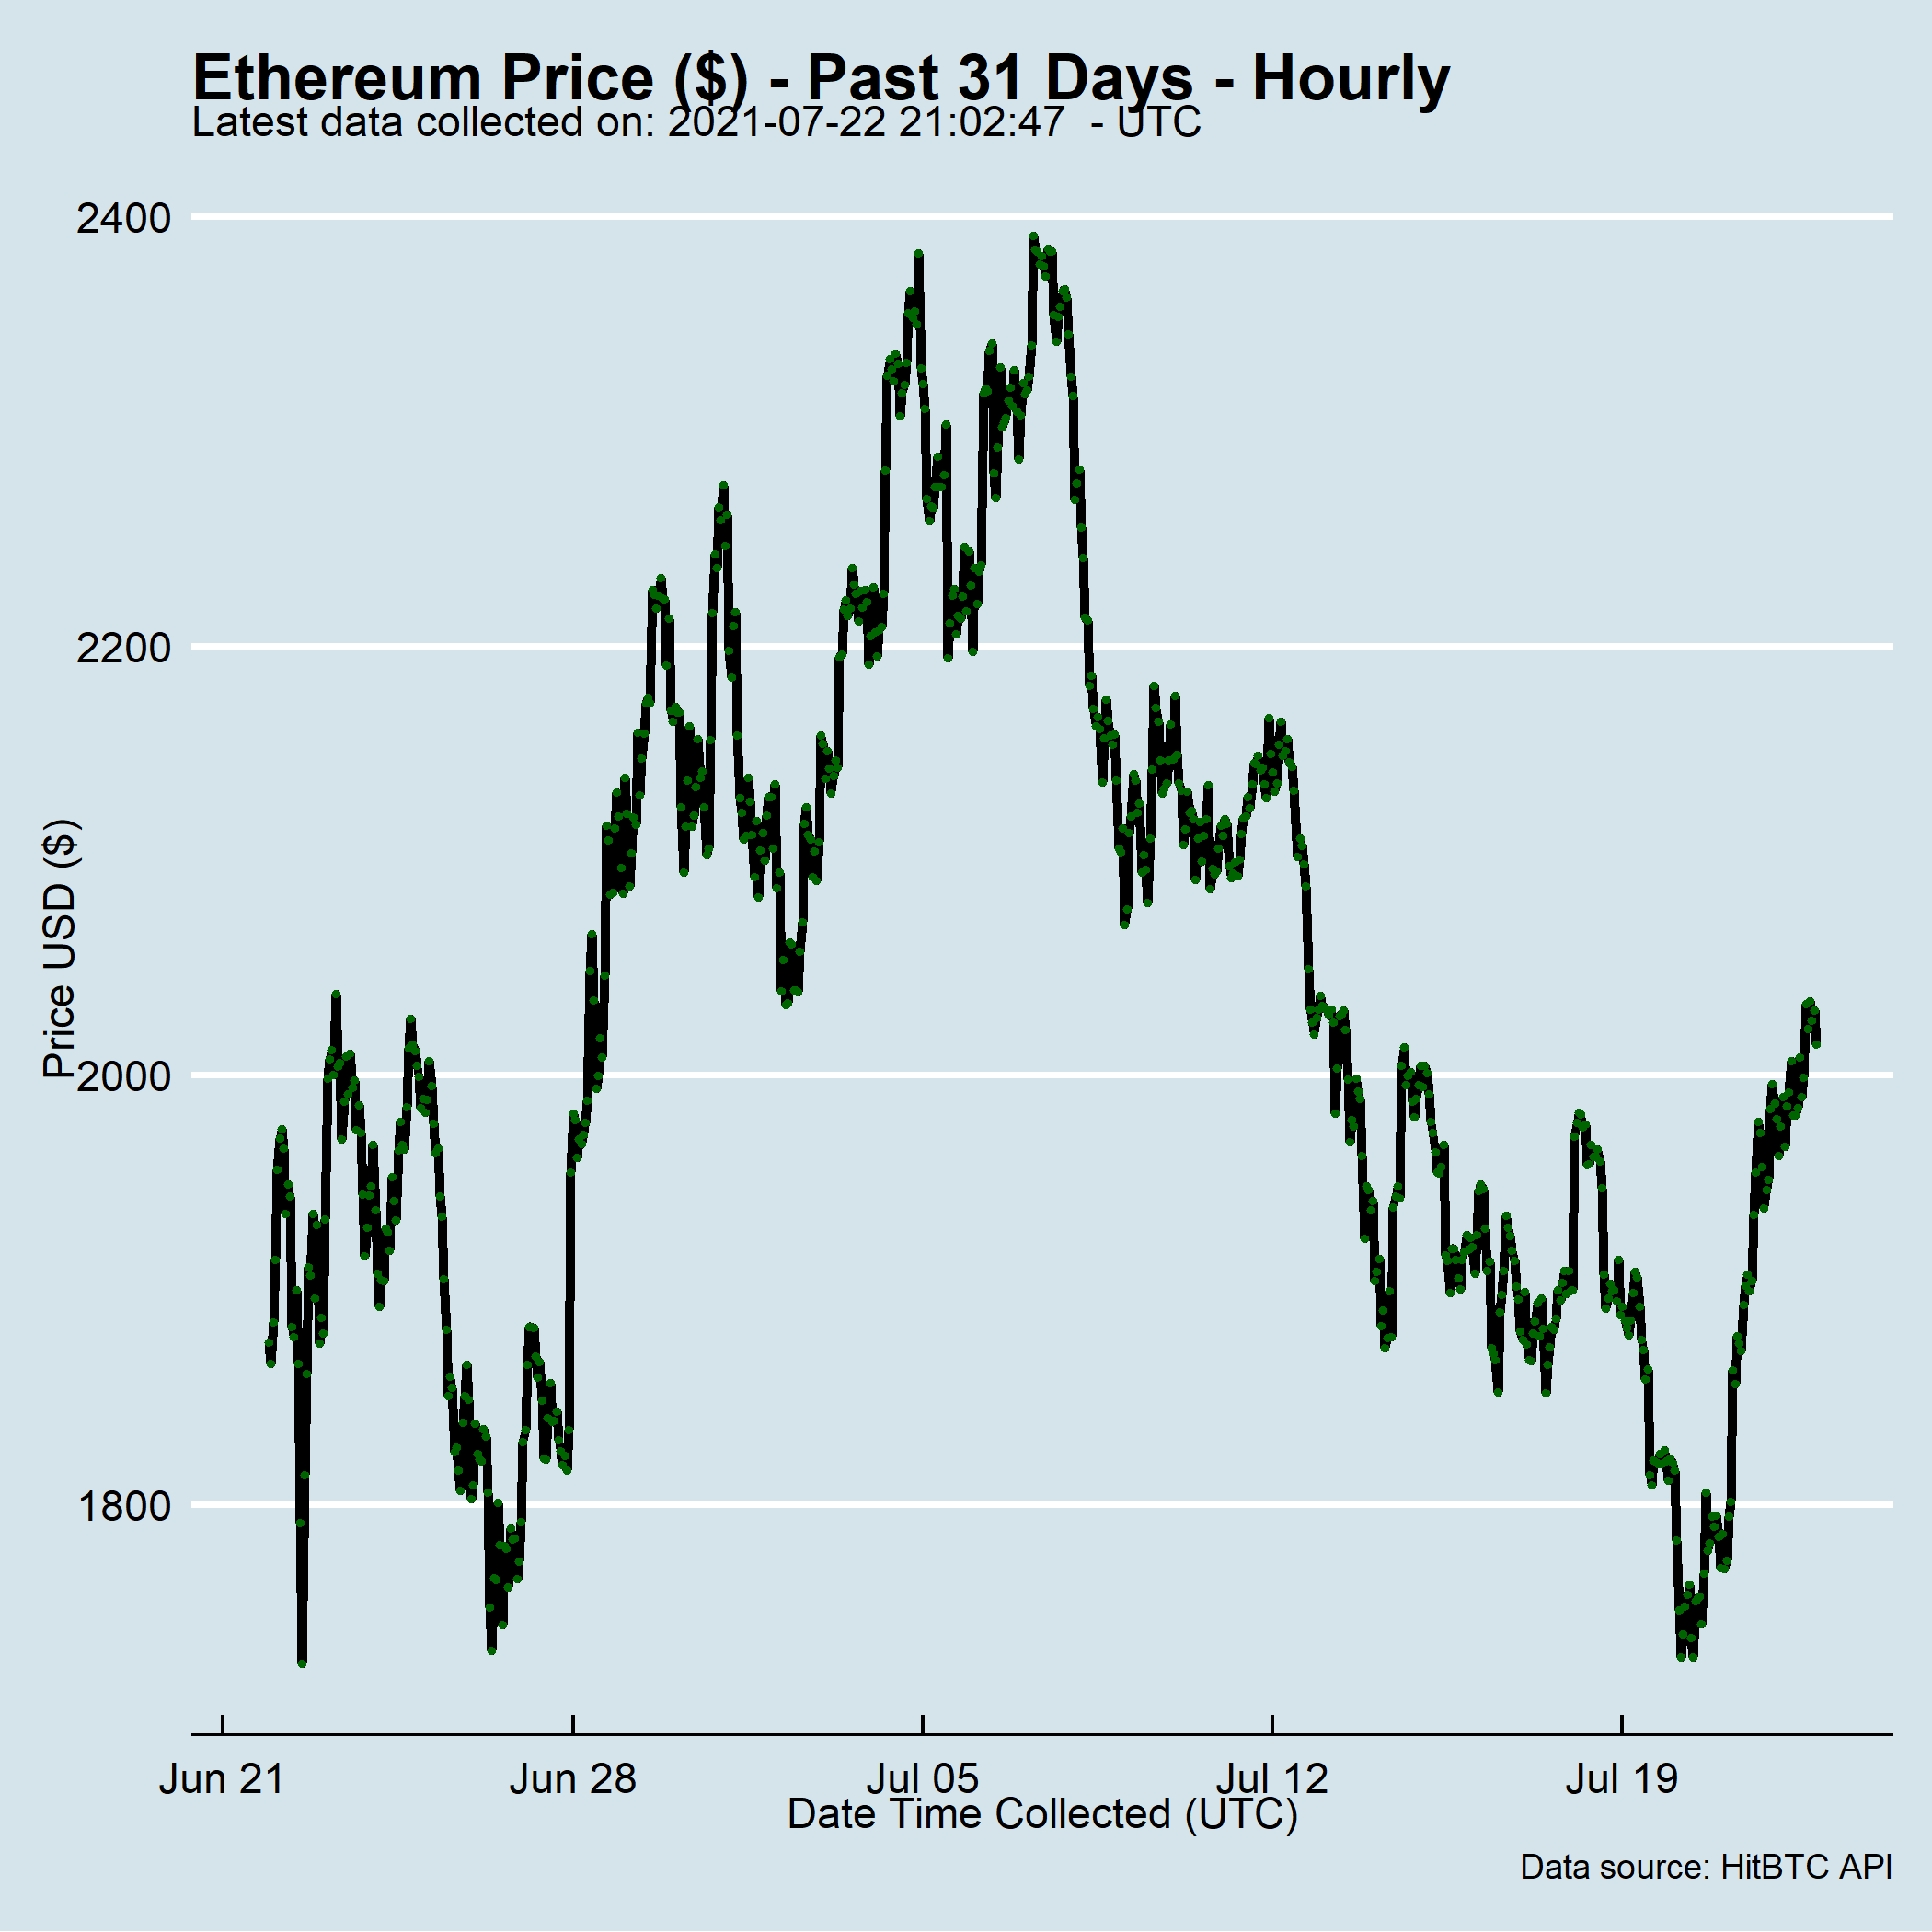 Ethereum Price ($) - Past 31 Days - Hourly
Latest data collected on: 2021-07-22 21:02:47  - UTC
2400
2200
2000
1800
Price USD ($)
Jun 21
Jun 28
Jul 05
Jul 12
Jul 19
Date Time Collected (UTC)
Data source: HitBTC API